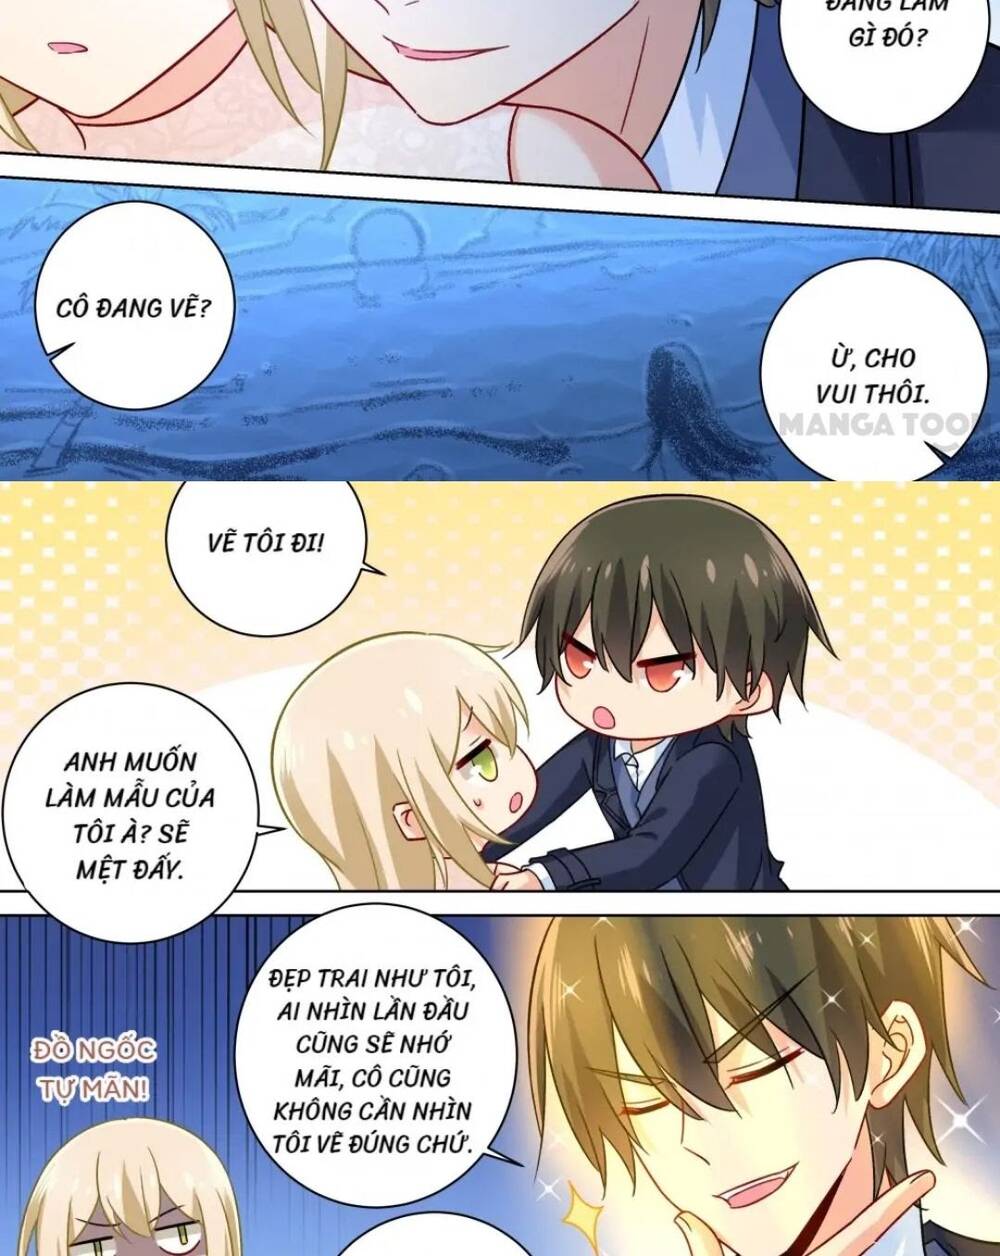 ĐANG LÀM
GÌ ĐÓ?
CÔ ĐANG VẼ?
Ừ, CHO
VUI THÔI.
MANGA TOON
VẼ TÔI ĐI!
ANH MUỐN
LÀM MẪU CỦA
TÔI À? SẼ
MỆT ĐẤY.
ĐẸP TRAI NHƯ TÔI,
AI NHÌN LẦN ĐẦU
CŨNG SẼ NHỚ
MÃI, CÔ CŨNG
KHÔNG CẦN NHÌN
TÔI VẼ ĐÚNG CHỨ.
ĐỒ NGỐC
TỰ MÃN!